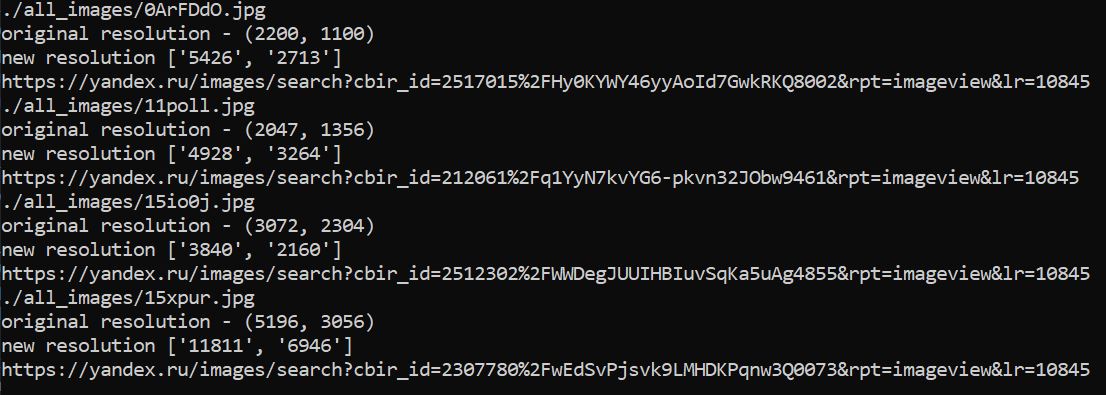 ./all_images/0ArFDdO.jpg
original resolution - (2200, 1100)
new resolution ['5426', '2713']
https://yandex.ru/images/search?cbir_id=2517015%2FHy0KYWY46yyAoId7GwkRKQ8002&rpt=imageview&lr=10845
./all_images/11poll.jpg
original resolution - (2047, 1356)
new resolution ['4928', '3264']
https://yandex.ru/images/search?cbir_id=212061%2Fq1YyN7kvYG6-pkvn32JObw9461&rpt=imageview&lr=10845
./all_images/15io0j.jpg
original resolution - (3072, 2304)
new resolution ['3840', '2160']
https://yandex.ru/images/search?cbir_id=2512302%2FWWDegJUUIHBIuvSqKa5uAg4855&rpt=imageview&lr=10845
./all_images/15xpur.jpg
original resolution - (5196, 3056)
new resolution ['11811', '6946']
https://yandex.ru/images/search?cbir_id=2307780%2FwEdSvPjsvk9LMHDKPqnw3Q0073&rpt=imageview&lr=10845